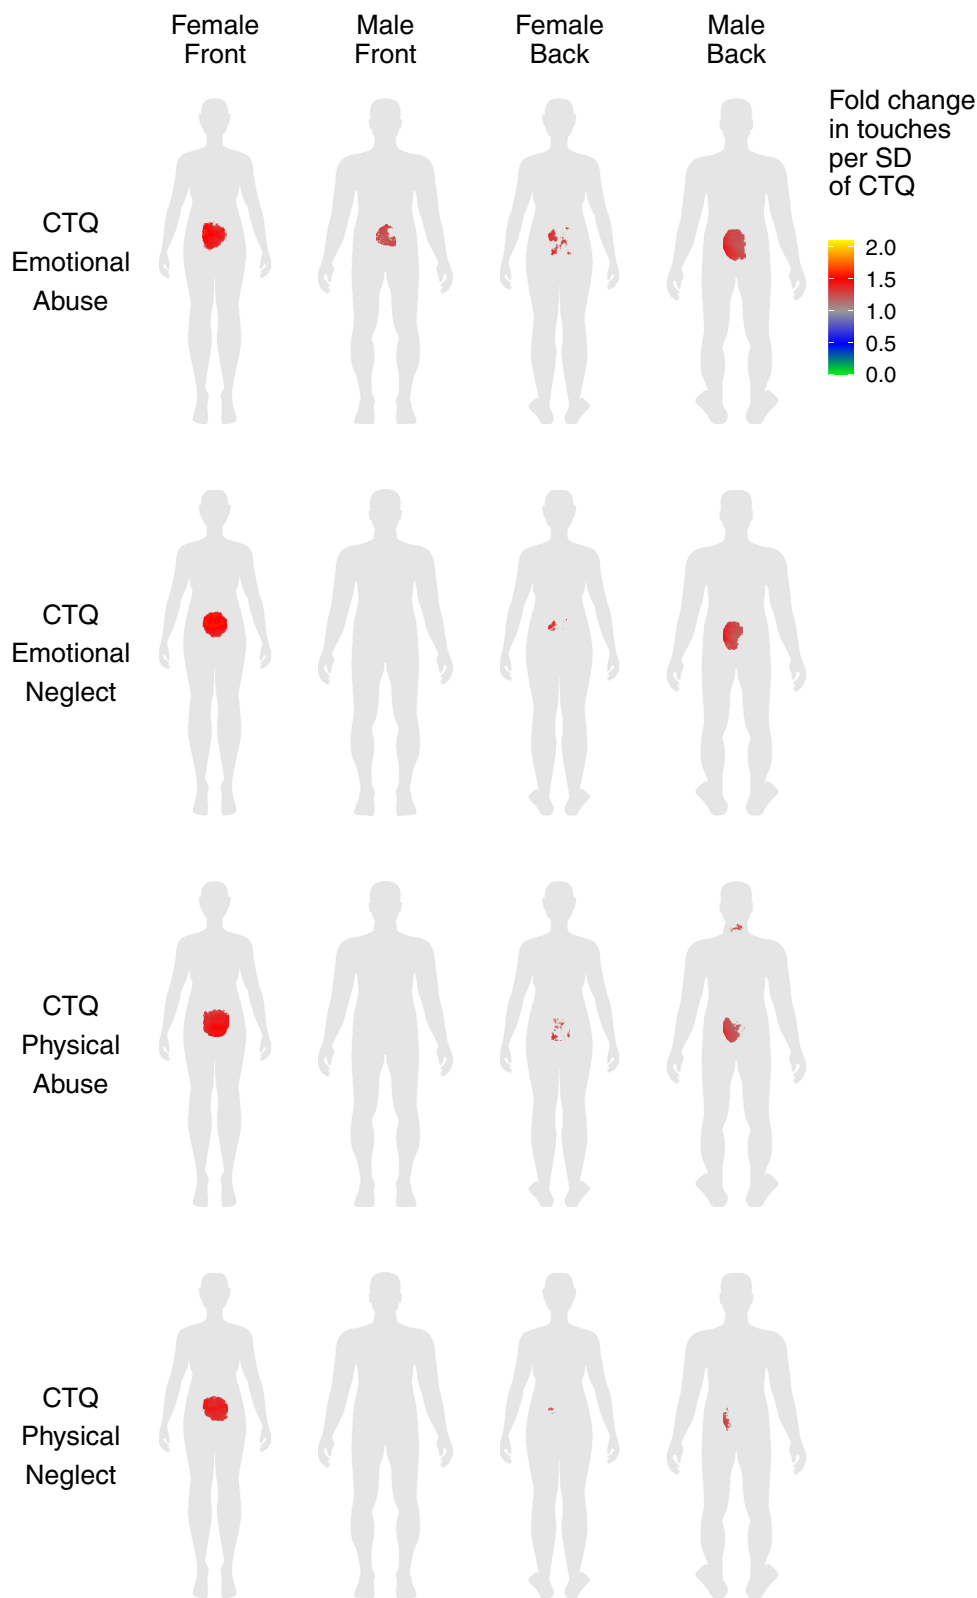 Female
Front
Male
Front
Female
Back
Male
Back
Fold change
in touches
per SD
of CTQ
2.0
1.5
1.0
0.5
0.0
CTQ
Emotional
Abuse
CTQ
Emotional
Neglect
CTQ
Physical
Abuse
CTQ
Physical
Neglect